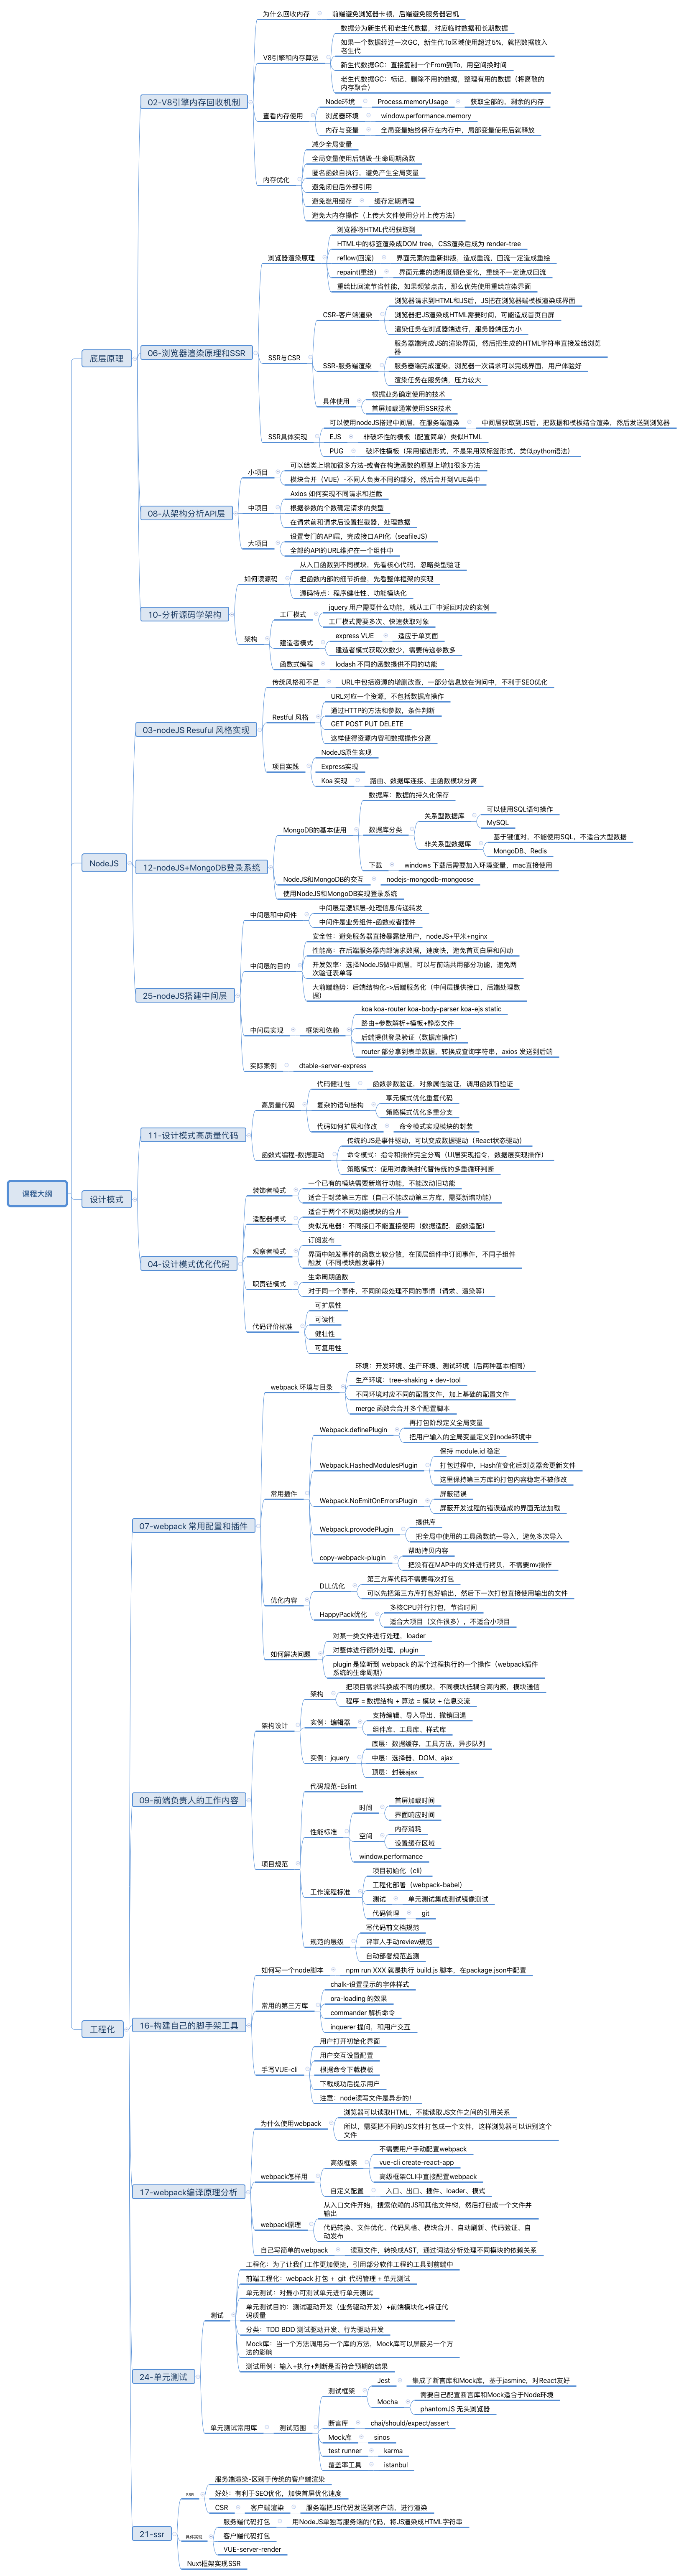 课程大纲
底层原理
02-V8引擎内存回收机制
为什么回收内存
前端避免浏览器卡顿，后端避免服务器宕机
V8引擎和内存算法
数据分为新生代和老生代数据，对应临时数据和长期数据
如果一个数据经过一次GC，新生代To区域使用超过5%，就把数据放入
老生代
新生代数据GC：直接复制一个From到To，用空间换时间
老生代数据GC：标记、删除不用的数据，整理有用的数据（将离散的
内存聚合）
查看内存使用
Node环境
Process.memoryUsage
获取全部的，剩余的内存
浏览器环境
window.performance.memory
内存与变量
全局变量始终保存在内存中，局部变量使用后就释放
内存优化
减少全局变量
全局变量使用后销毁-生命周期函数
匿名函数自执行，避免产生全局变量
避免闭包后外部引用
避免滥用缓存
缓存定期清理
避免大内存操作（上传大文件使用分片上传方法）
06-浏览器渲染原理和SSR
浏览器渲染原理
浏览器将HTML代码获取到
HTML中的标签渲染成DOM tree，CSS渲染后成为 render-tree
reflow(回流)
界面元素的重新排版，造成重流，回流一定造成重绘
repaint(重绘)
界面元素的透明度颜色变化，重绘不一定造成回流
重绘比回流节省性能，如果频繁点击，那么优先使用重绘渲染界面
SSR与CSR
CSR-客户端渲染
浏览器请求到HTML和JS后，JS把在浏览器端模板渲染成界面
浏览器把JS渲染成HTML需要时间，可能造成首页白屏
渲染任务在浏览器端进行，服务器端压力小
SSR-服务端渲染
服务器端完成JS的渲染界面，然后把生成的HTML字符串直接发给浏览
器
服务器端完成渲染，浏览器一次请求可以完成界面，用户体验好
渲染任务在服务端，压力较大
具体使用
根据业务确定使用的技术
首屏加载通常使用SSR技术
SSR具体实现
可以使用nodeJS搭建中间层，在服务端渲染
中间层获取到JS后，把数据和模板结合渲染，然后发送到浏览器
EJS
非破坏性的模板（配置简单）类似HTML
PUG
破坏性模板（采用缩进形式，不是采用双标签形式，类似python语法）
08-从架构分析API层
小项目
可以给类上增加很多方法-或者在构造函数的原型上增加很多方法
模块合并（VUE）-不同人负责不同的部分，然后合并到VUE类中
中项目
Axios 如何实现不同请求和拦截
根据参数的个数确定请求的类型
在请求前和请求后设置拦截器，处理数据
大项目
设置专门的API层，完成接口API化（seafileJS）
全部的API的URL维护在一个组件中
10-分析源码学架构
如何读源码
从入口函数到不同模块，先看核心代码，忽略类型验证
把函数内部的细节折叠，先看整体框架的实现
源码特点：程序健壮性、功能模块化
架构
工厂模式
jquery 用户需要什么功能，就从工厂中返回对应的实例
工厂模式需要多次、快速获取对象
建造者模式
express VUE
适应于单页面
建造者模式获取次数少，需要传递参数多
函数式编程
lodash 不同的函数提供不同的功能
NodeJS
03-nodeJS Resuful 风格实现
传统风格和不足
URL中包括资源的增删改查，一部分信息放在询问中，不利于SEO优化
Restful 风格
URL对应一个资源，不包括数据库操作
通过HTTP的方法和参数，条件判断
GET POST PUT DELETE
这样使得资源内容和数据操作分离
项目实践
NodeJS原生实现
Express实现
Koa 实现
路由、数据库连接、主函数模块分离
12-nodeJS+MongoDB登录系统
MongoDB的基本使用
数据库：数据的持久化保存
数据库分类
关系型数据库
可以使用SQL语句操作
MySQL
非关系型数据库
基于键值对，不能使用SQL，不适合大型数据
MongoDB、Redis
下载
windows 下载后需要加入环境变量，mac直接使用
NodeJS和MongoDB的交互
nodejs-mongodb-mongoose
使用NodeJS和MongoDB实现登录系统
25-nodeJS搭建中间层
中间层和中间件
中间层是逻辑层-处理信息传递转发
中间件是业务组件-函数或者插件
中间层的目的
安全性：避免服务器直接暴露给用户，nodeJS+平米+nginx
性能高：在后端服务器内部请求数据，速度快，避免首页白屏和闪动
开发效率：选择NodeJS做中间层，可以与前端共用部分功能，避免两
次验证表单等
大前端趋势：后端结构化->后端服务化（中间层提供接口，后端处理数
据）
中间层实现
框架和依赖
koa koa-router koa-body-parser koa-ejs static
路由+参数解析+模板+静态文件
后端提供登录验证（数据库操作）
router 部分拿到表单数据，转换成查询字符串，axios 发送到后端
实际案例
dtable-server-express
设计模式
11-设计模式高质量代码
高质量代码
代码健壮性
函数参数验证，对象属性验证，调用函数前验证
复杂的语句结构
享元模式优化重复代码
策略模式优化多重分支
代码如何扩展和修改
命令模式实现模块的封装
函数式编程-数据驱动
传统的JS是事件驱动，可以变成数据驱动（React状态驱动）
命令模式：指令和操作完全分离（UI层实现指令，数据层实现操作）
策略模式：使用对象映射代替传统的多重循环判断
04-设计模式优化代码
装饰者模式
一个已有的模块需要新增行功能，不能改动旧功能
适合于封装第三方库（自己不能改动第三方库，需要新增功能）
适配器模式
适合于两个不同功能模块的合并
类似充电器：不同接口不能直接使用（数据适配，函数适配）
观察者模式
订阅发布
界面中触发事件的函数比较分散，在顶层组件中订阅事件，不同子组件
触发（不同模块触发事件）
职责链模式
生命周期函数
对于同一个事件，不同阶段处理不同的事情（请求、渲染等）
代码评价标准
可扩展性
可读性
健壮性
可复用性
工程化
07-webpack 常用配置和插件
webpack 环境与目录
环境：开发环境、生产环境、测试环境（后两种基本相同）
生产环境：tree-shaking + dev-tool
不同环境对应不同的配置文件，加上基础的配置文件
merge 函数会合并多个配置脚本
常用插件
Webpack.definePlugin
再打包阶段定义全局变量
把用户输入的全局变量定义到node环境中
Webpack.HashedModulesPlugin
保持 module.id 稳定
打包过程中，Hash值变化后浏览器会更新文件
这里保持第三方库的打包内容稳定不被修改
Webpack.NoEmitOnErrorsPlugin
屏蔽错误
屏蔽开发过程的错误造成的界面无法加载
Webpack.provodePlugin
提供库
把全局中使用的工具函数统一导入，避免多次导入
copy-webpack-plugin
帮助拷贝内容
把没有在MAP中的文件进行拷贝，不需要mv操作
优化内容
DLL优化
第三方库代码不需要每次打包
可以先把第三方库打包好输出，然后下一次打包直接使用输出的文件
HappyPack优化
多核CPU并行打包，节省时间
适合大项目（文件很多），不适合小项目
如何解决问题
对某一类文件进行处理，loader
对整体进行额外处理，plugin
plugin 是监听到 webpack 的某个过程执行的一个操作（webpack插件
系统的生命周期）
09-前端负责人的工作内容
架构设计
架构
把项目需求转换成不同的模块，不同模块低耦合高内聚，模块通信
程序 = 数据结构 + 算法 = 模块 + 信息交流
实例：编辑器
支持编辑、导入导出、撤销回退
组件库、工具库、样式库
实例：jquery
底层：数据缓存，工具方法，异步队列
中层：选择器、DOM、ajax
顶层：封装ajax
项目规范
代码规范-Eslint
性能标准
时间
首屏加载时间
界面响应时间
空间
内存消耗
设置缓存区域
window.performance
工作流程标准
项目初始化（cli）
工程化部署（webpack-babel）
测试
单元测试集成测试镜像测试
代码管理
git
规范的层级
写代码前文档规范
评审人手动review规范
自动部署规范监测
16-构建自己的脚手架工具
如何写一个node脚本
npm run XXX 就是执行 build.js 脚本，在package.json中配置
常用的第三方库
chalk-设置显示的字体样式
ora-loading 的效果
commander 解析命令
inquerer 提问，和用户交互
手写VUE-cli
用户打开初始化界面
用户交互设置配置
根据命令下载模板
下载成功后提示用户
注意：node读写文件是异步的！
17-webpack编译原理分析
为什么使用webpack
浏览器可以读取HTML，不能读取JS文件之间的引用关系
所以，需要把不同的JS文件打包成一个文件，这样浏览器可以识别这个
文件
webpack怎样用
高级框架
不需要用户手动配置webpack
vue-cli create-react-app
高级框架CLI中直接配置webpack
自定义配置
入口、出口、插件、loader、模式
webpack原理
从入口文件开始，搜索依赖的JS和其他文件树，然后打包成一个文件并
输出
代码转换、文件优化、代码风格、模块合并、自动刷新、代码验证、自
动发布
自己写简单的webpack
读取文件，转换成AST，通过词法分析处理不同模块的依赖关系
24-单元测试
测试
工程化：为了让我们工作更加便捷，引用部分软件工程的工具到前端中
前端工程化：webpack 打包 + git 代码管理 + 单元测试
单元测试：对最小可测试单元进行单元测试
单元测试目的：测试驱动开发（业务驱动开发）+前端模块化+保证代
码质量
分类：TDD BDD 测试驱动开发，行为驱动开发
Mock库：当一个方法调用另一个库的方法，Mock库可以屏蔽另一个方
法的影响
测试用例：输入+执行+判断是否符合预期的结果
单元测试常用库
测试范围
测试框架
Jest
集成了断言库和Mock库，基于jasmine，对React友好
Mocha
需要自己配置断言库和Mock适合于Node环境
phantomJS 无头浏览器
断言库
chai/should/expect/assert
Mock库
sinos
test runner
karma
覆盖率工具
istanbul
21-ssr
SSR
服务端渲染-区别于传统的客户端渲染
好处：有利于SEO优化，加快首屏优化速度
CSR
客户端渲染
服务端把JS代码发送到客户端，进行渲染
具体实现
服务端代码打包
用NodeJS单独写服务端的代码，将JS渲染成HTML字符串
客户端代码打包
VUE-server-render
Nuxt框架实现SSR